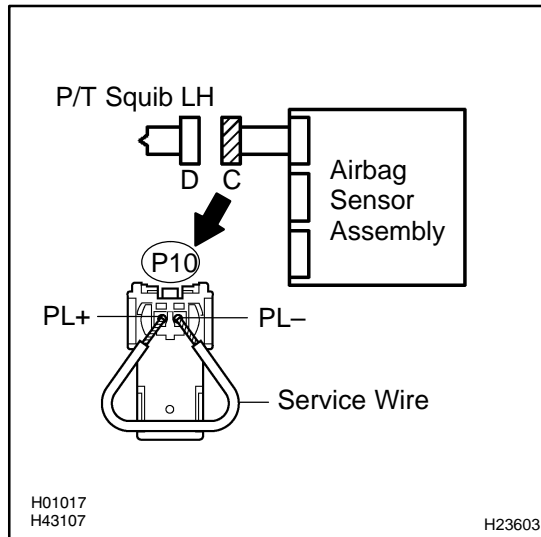 P/T Squib LH
D C
Airbag
Sensor
Assembly
P10
PL+
PL–
Service Wire
H01017
H43107
H23603